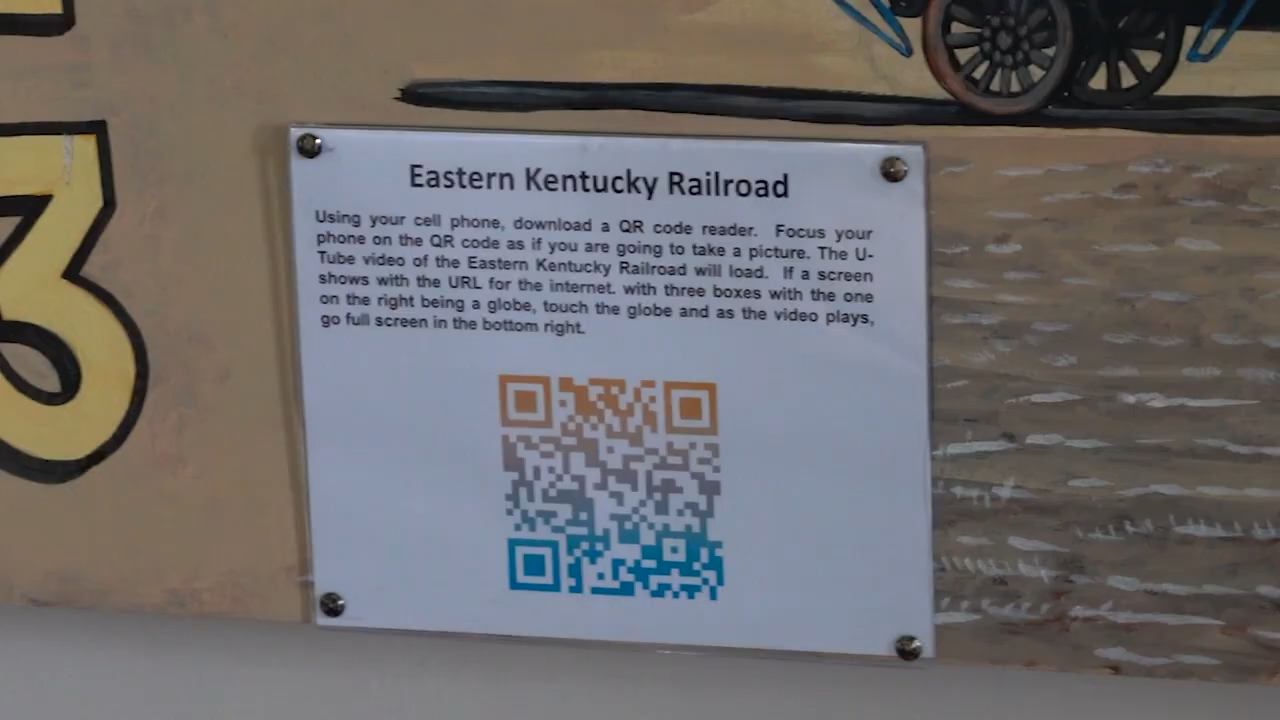 3
Eastern Kentucky Railroad
Using your cell phone, download a QR code reader. Focus your
phone on the QR code as if you are going to take a picture. The U-
Tube video of the Eastern Kentucky Railroad will load. If a screen
shows with the URL for the internet. with three boxes with the one
on the right being a globe, touch the globe and as the video plays,
go full screen in the bottom right.